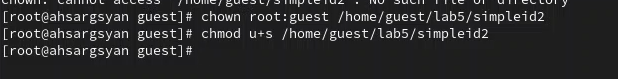 chown: cannot access '/home/guest/simpleid2': No such file or directory
[root@ahsargsyan guest]# chown root:guest /home/guest/lab5/simpleid2
[root@ahsargsyan guest]# chmod u+s /home/guest/lab5/simpleid2
[root@ahsargsyan guest]#